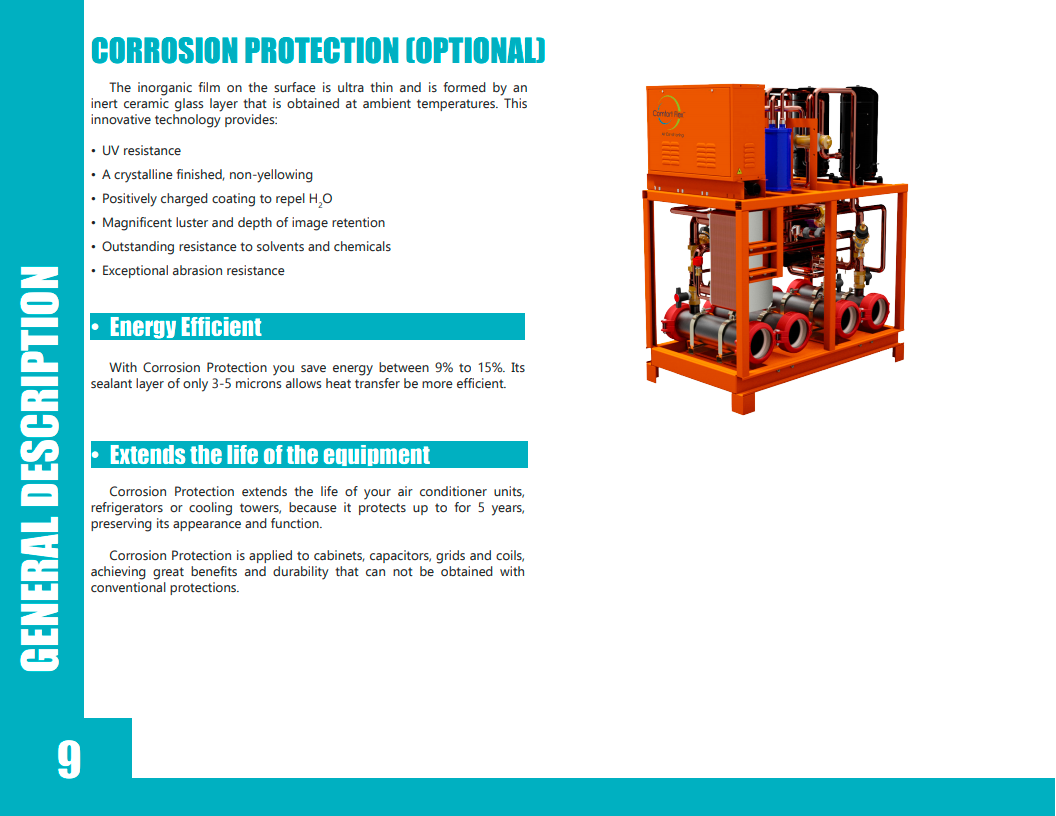 CORROSION PROTECTION (OPTIONAL)
The inorganic film on the surface is ultra thin and is formed by an
inert ceramic glass layer that is obtained at ambient temperatures. This
innovative technology provides:
• UV resistance
• A crystalline finished, non-yellowing
• Positively charged coating to repel H2O
• Magnificent luster and depth of image retention
• Outstanding resistance to solvents and chemicals
• Exceptional abrasion resistance
• Energy Efficient
With Corrosion Protection you save energy between 9% to 15%. Its
sealant layer of only 3-5 microns allows heat transfer be more efficient.
• Extends the life of the equipment
Corrosion Protection extends the life of your air conditioner units,
refrigerators or cooling towers, because it protects up to for 5 years,
preserving its appearance and function.
Corrosion Protection is applied to cabinets, capacitors, grids and coils,
achieving great benefits and durability that can not be obtained with
conventional protections.
GENERAL DESCRIPTION
9